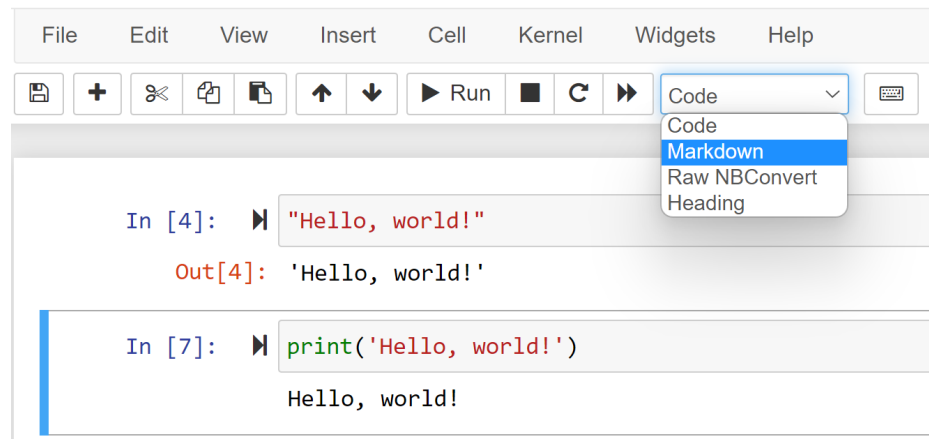 File Edit View Insert Cell Kernel Widgets Help
Run Code
Code
Markdown
Raw NBConvert
Heading
In [4]: "Hello, world!"
Out[4]: 'Hello, world!'
In [7]: print('Hello, world!')
Hello, world!